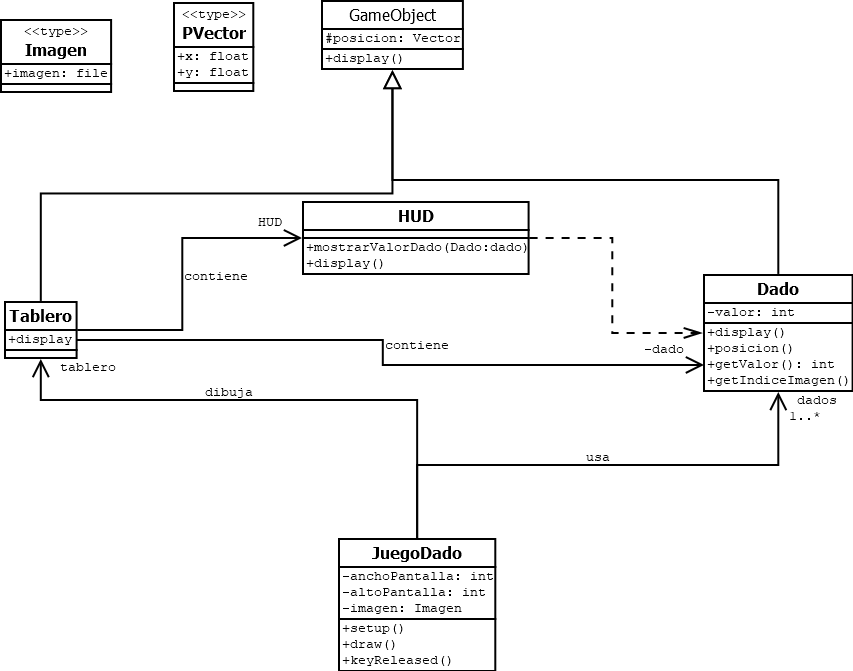 <<type>>
Imagen
+imagen: file
<<type>>
PVector
+x: float
+y: float
GameObject
#posicion: Vector
+display()
HUD
HUD
+mostrarValorDado(Dado:dado)
+display()
contiene
Tablero
+display
tablero
contiene
-dado
Dado
-valor: int
+display()
+posicion()
+getValor(): int
+getIndiceImagen()
dados
1..*
dibuja
usa
JuegoDado
-anchoPantalla: int
-altoPantalla: int
-imagen: Imagen
+setup()
+draw()
+keyReleased()